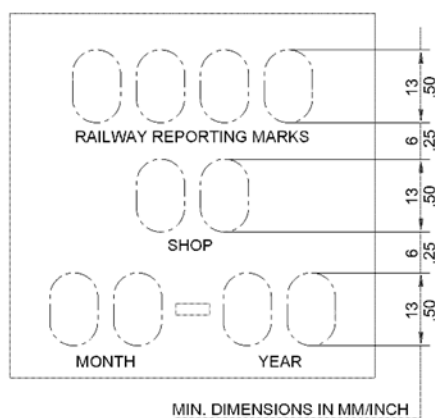 RAILWAY REPORTING MARKS
SHOP
MONTH
YEAR
13
.50
6
.25
13
.50
6
.25
13
.50
MIN. DIMENSIONS IN MM/INCH